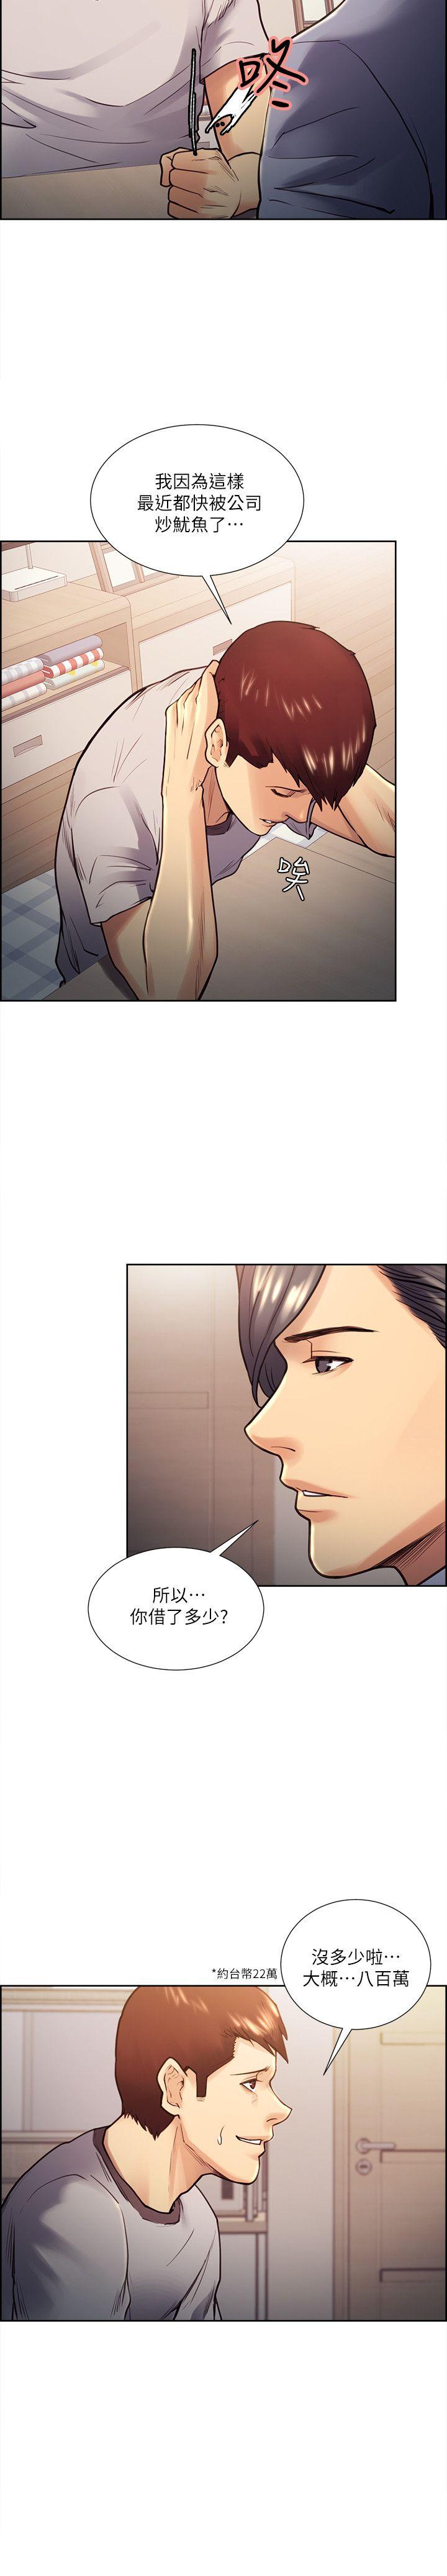 咚
我因為這樣
最近都快被公司
炒魷魚了⋯
唉
所以⋯
你借了多少?
沒多少啦⋯
大概⋯八百萬
*約台幣22萬